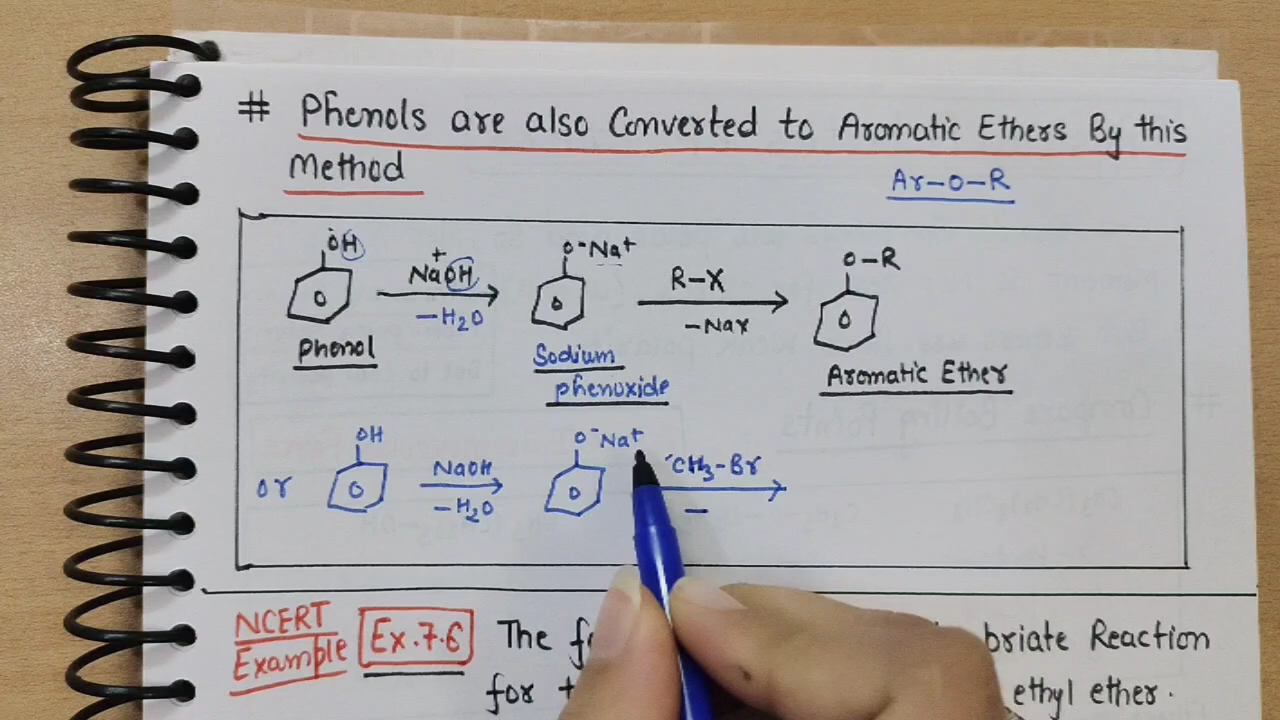 # Phenols are also Converted to Aromatic Ethers By this
Method
Ar-O-R
OH
O⁻Na⁺
O-R
+
NaOH
-H₂O
R-X
-Nax
Phenol
Sodium
phenoxide
Aromatic Ether
or
OH
NaOH
-H₂O
O⁻Na⁺
CH₃-Br
-
NCERT
Example
Ex.7.6
The
Reaction
for
ethyl ether.